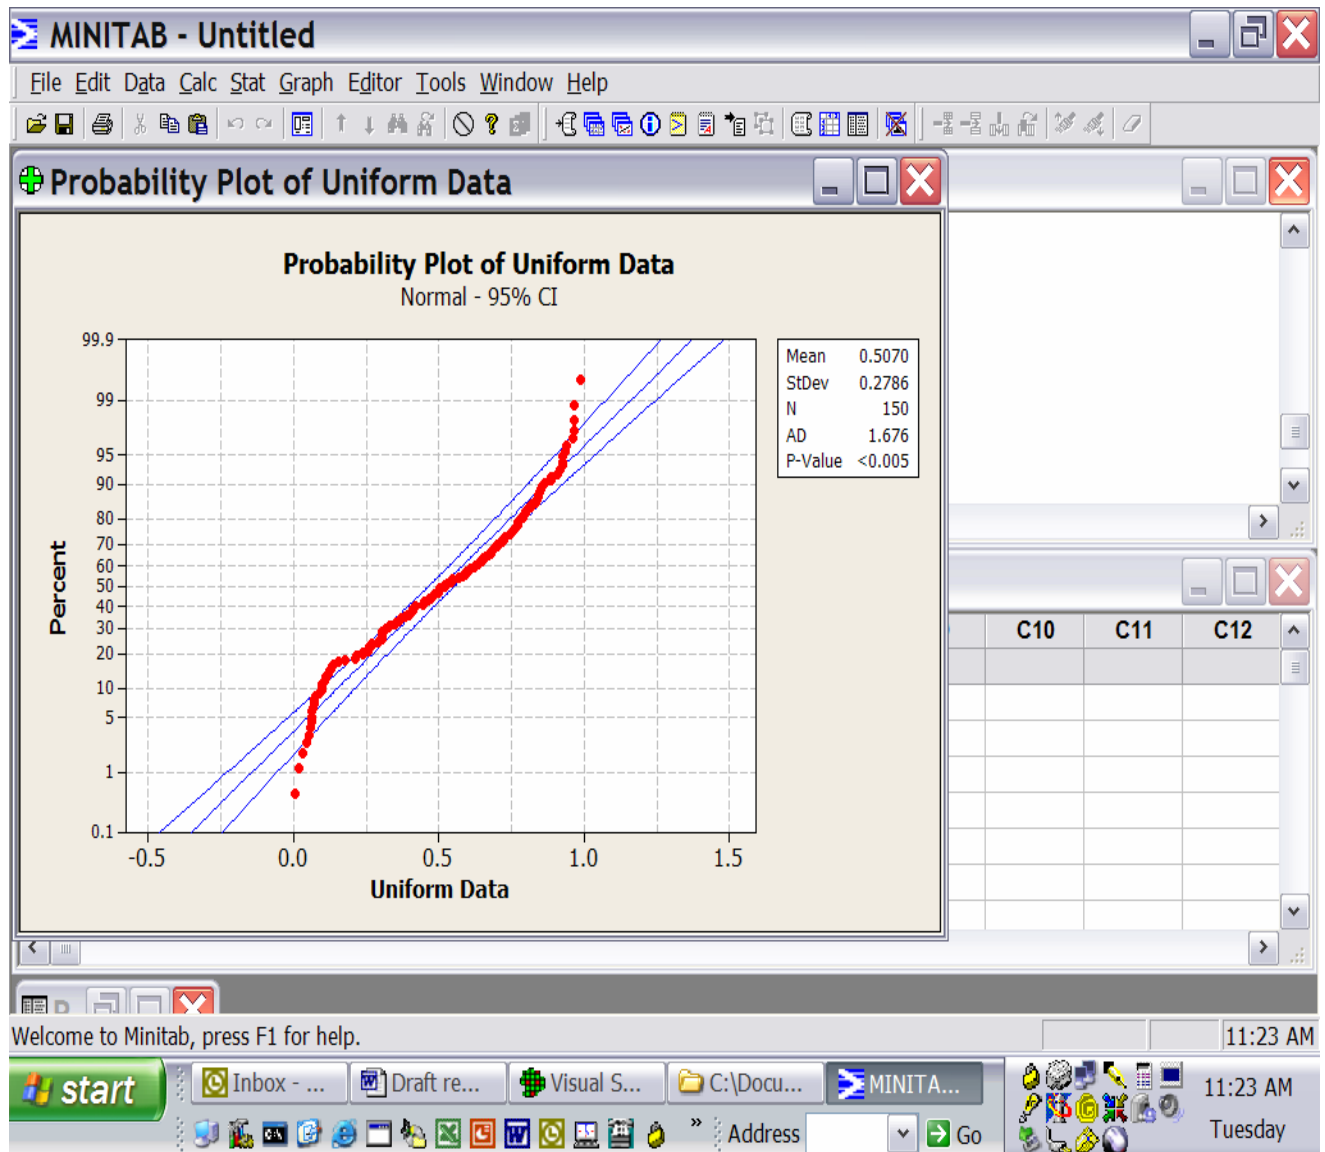 MINITAB - Untitled
File Edit Data Calc Stat Graph Editor Tools Window Help
Probability Plot of Uniform Data
Probability Plot of Uniform Data
Normal - 95% CI
99.9
99
95
90
80
70
60
50
40
30
20
10
5
1
0.1
Percent
-0.5 0.0 0.5 1.0 1.5
Uniform Data
Mean 0.5070
StDev 0.2786
N 150
AD 1.676
P-Value <0.005
C10 C11 C12
Welcome to Minitab, press F1 for help. 11:23 AM
start Inbox - ... Draft re... Visual S... C:\Docu... MINITA... 11:23 AM
» Address Go Tuesday